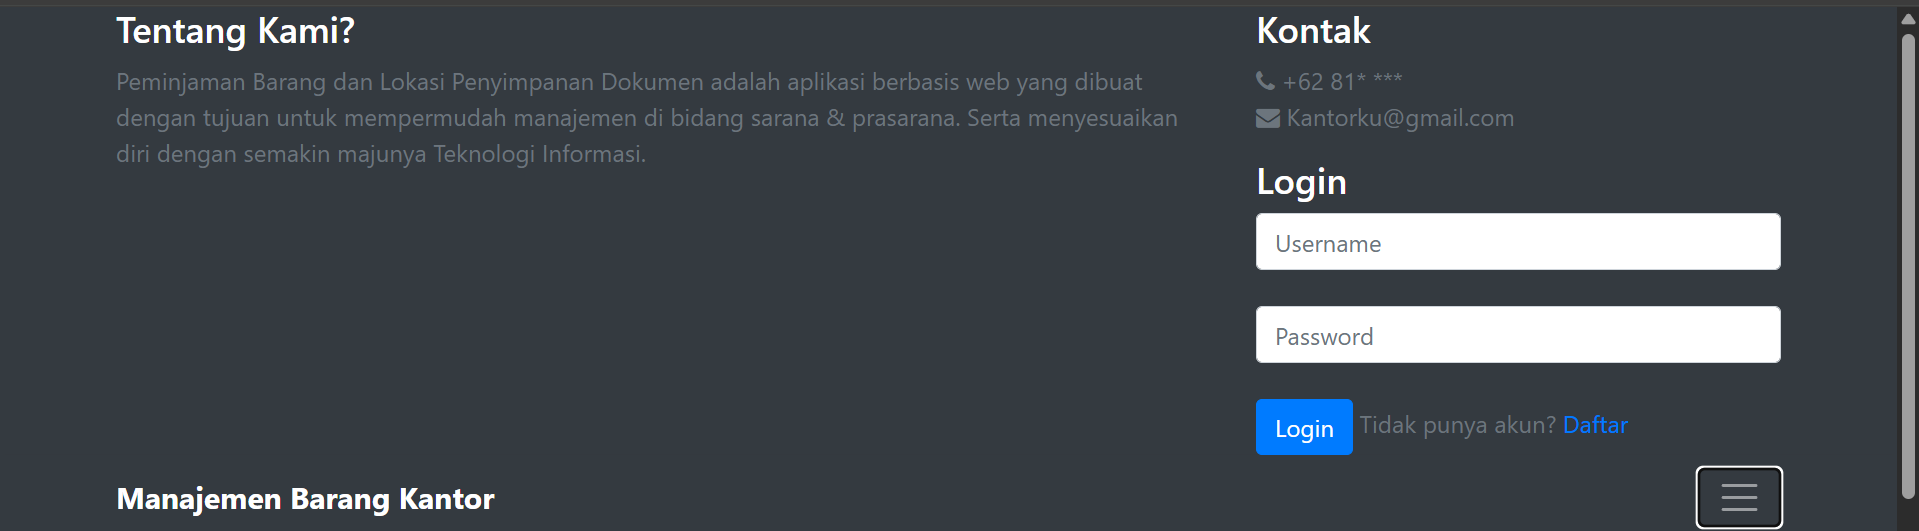 Tentang Kami?
Peminjaman Barang dan Lokasi Penyimpanan Dokumen adalah aplikasi berbasis web yang dibuat
dengan tujuan untuk mempermudah manajemen di bidang sarana & prasarana. Serta menyesuaikan
diri dengan semakin majunya Teknologi Informasi.
Kontak
+62 81* ***
Kantorku@gmail.com
Login
Username
Password
Login Tidak punya akun? Daftar
Manajemen Barang Kantor